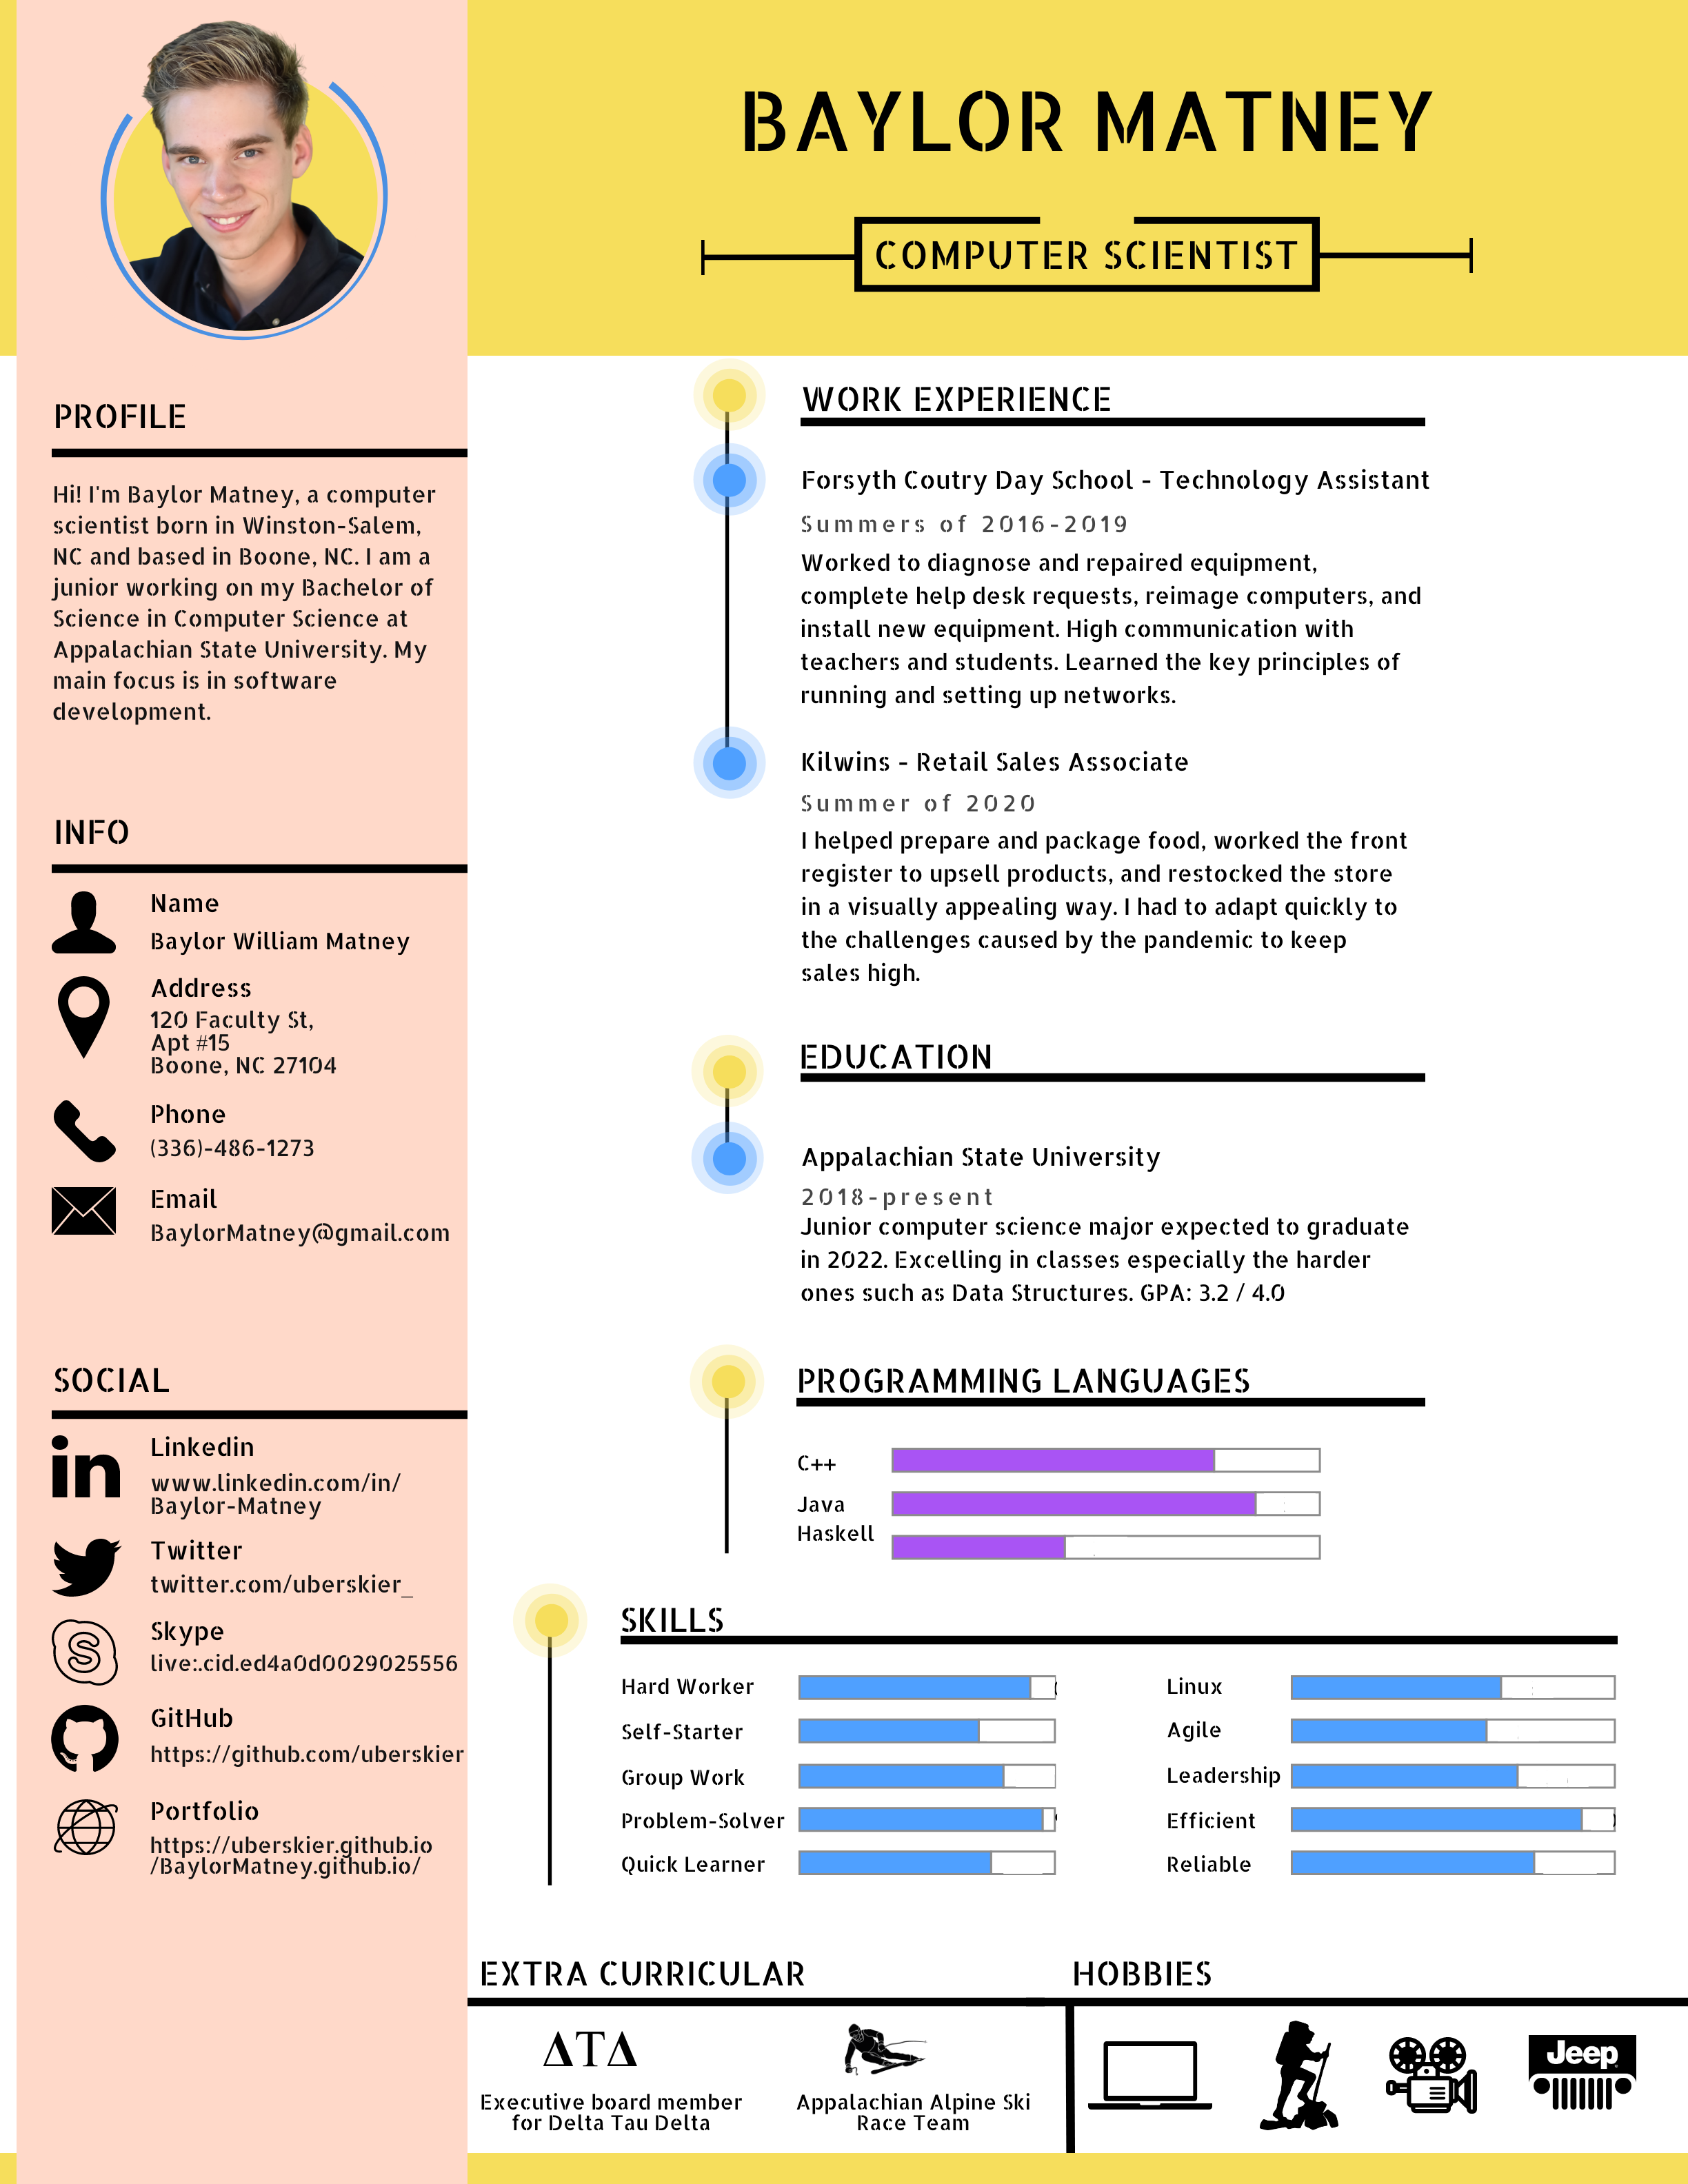 BAYLOR MATNEY
COMPUTER SCIENTIST
PROFILE
Hi! I'm Baylor Matney, a computer
scientist born in Winston-Salem,
NC and based in Boone, NC. I am a
junior working on my Bachelor of
Science in Computer Science at
Appalachian State University. My
main focus is in software
development.
INFO
Name
Baylor William Matney
Address
120 Faculty St,
Apt #15
Boone, NC 27104
Phone
(336)-486-1273
Email
BaylorMatney@gmail.com
SOCIAL
Linkedin
www.linkedin.com/in/
Baylor-Matney
Twitter
twitter.com/uberskier_
Skype
live:.cid.ed4a0d0029025556
GitHub
https://github.com/uberskier
Portfolio
https://uberskier.github.io
/BaylorMatney.github.io/
WORK EXPERIENCE
Forsyth Coutry Day School - Technology Assistant
Summers of 2016-2019
Worked to diagnose and repaired equipment,
complete help desk requests, reimage computers, and
install new equipment. High communication with
teachers and students. Learned the key principles of
running and setting up networks.
Kilwins - Retail Sales Associate
Summer of 2020
I helped prepare and package food, worked the front
register to upsell products, and restocked the store
in a visually appealing way. I had to adapt quickly to
the challenges caused by the pandemic to keep
sales high.
EDUCATION
Appalachian State University
2018-present
Junior computer science major expected to graduate
in 2022. Excelling in classes especially the harder
ones such as Data Structures. GPA: 3.2 / 4.0
PROGRAMMING LANGUAGES
C++
Java
Haskell
SKILLS
Hard Worker
Self-Starter
Group Work
Problem-Solver
Quick Learner
Linux
Agile
Leadership
Efficient
Reliable
EXTRA CURRICULAR
ΔΤΔ
Executive board member
for Delta Tau Delta
Appalachian Alpine Ski
Race Team
HOBBIES
Jeep